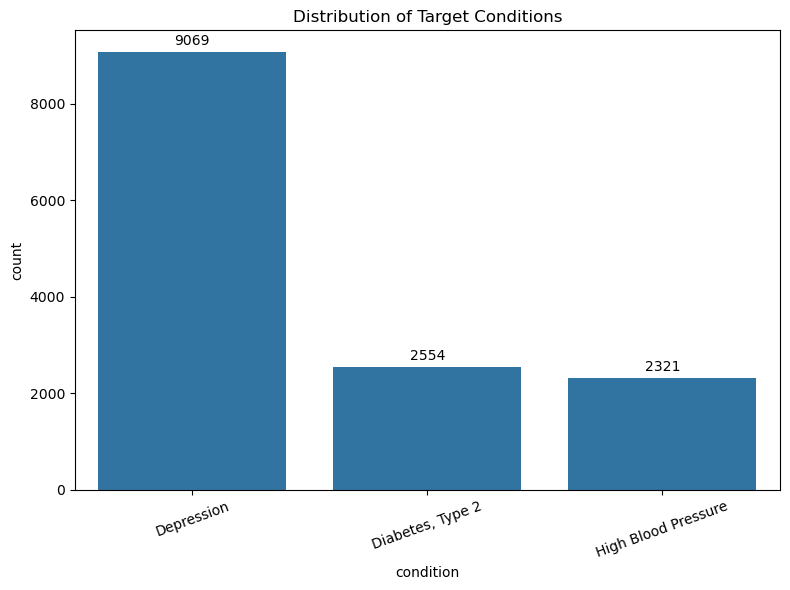 Distribution of Target Conditions
9069
2554
2321
8000
6000
4000
2000
0
count
Depression
Diabetes, Type 2
High Blood Pressure
condition